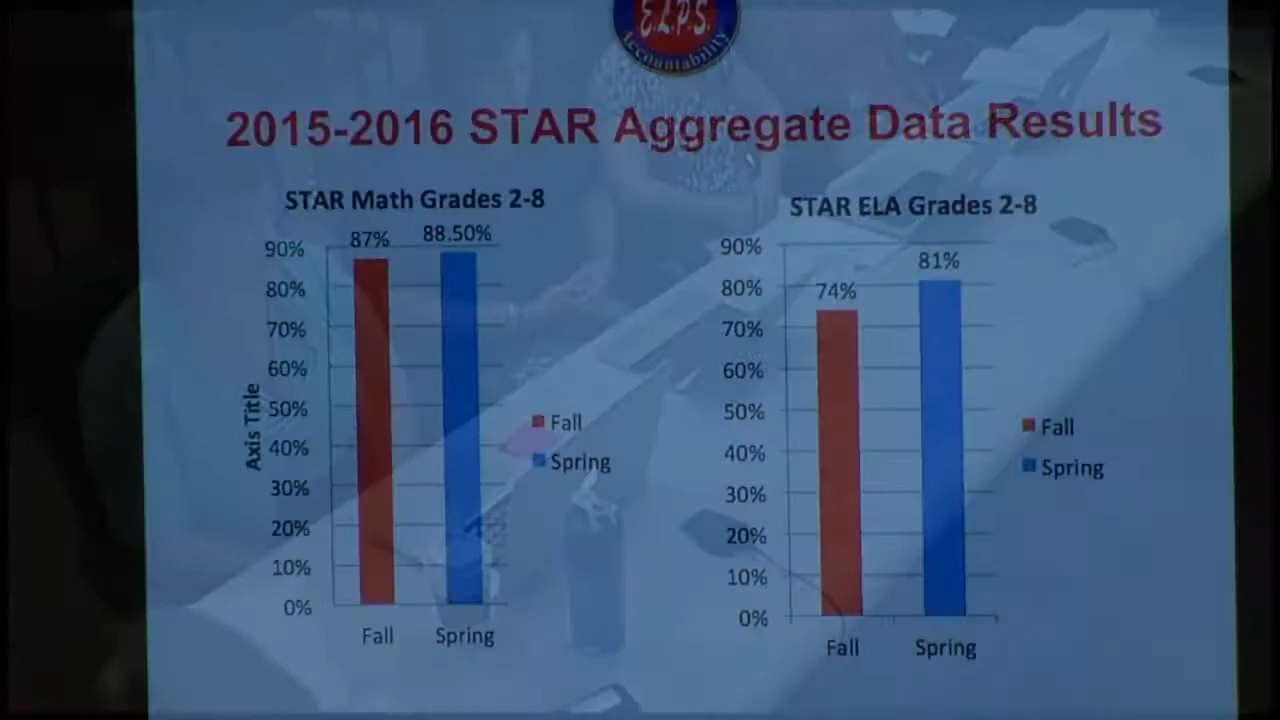 E.L.P.S.
Accountability
2015-2016 STAR Aggregate Data Results
STAR Math Grades 2-8
87%
88.50%
90%
80%
70%
60%
50%
40%
30%
20%
10%
0%
Axis Title
Fall
Spring
Fall
Spring
STAR ELA Grades 2-8
74%
81%
90%
80%
70%
60%
50%
40%
30%
20%
10%
0%
Fall
Spring
Fall
Spring